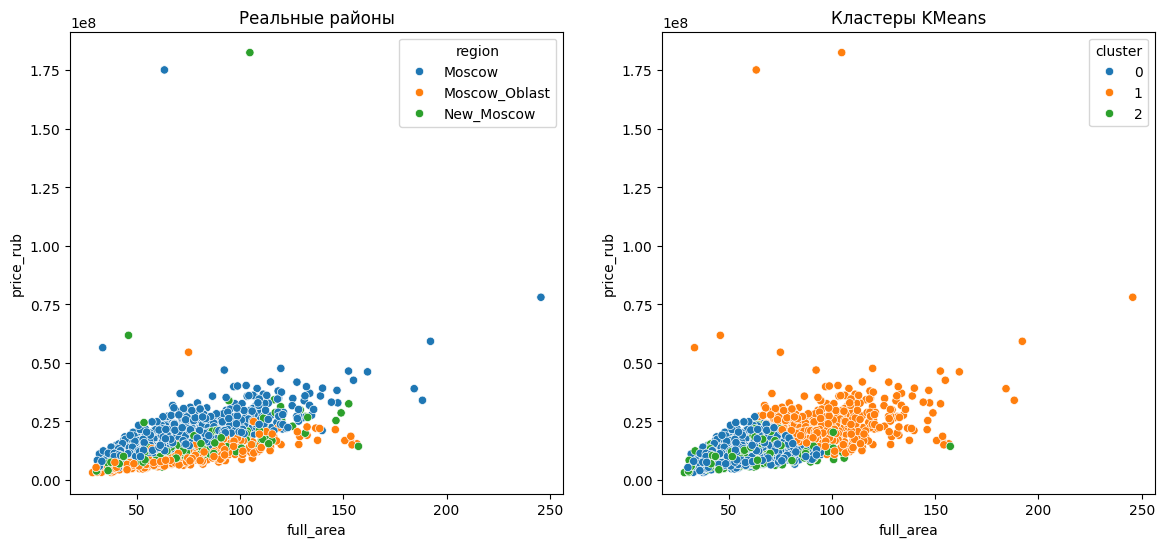 Реальные районы
1e8
region
Moscow
Moscow_Oblast
New_Moscow
price_rub
1.75
1.50
1.25
1.00
0.75
0.50
0.25
0.00
50
100
150
200
250
full_area
Кластеры KMeans
1e8
cluster
0
1
2
price_rub
1.75
1.50
1.25
1.00
0.75
0.50
0.25
0.00
50
100
150
200
250
full_area